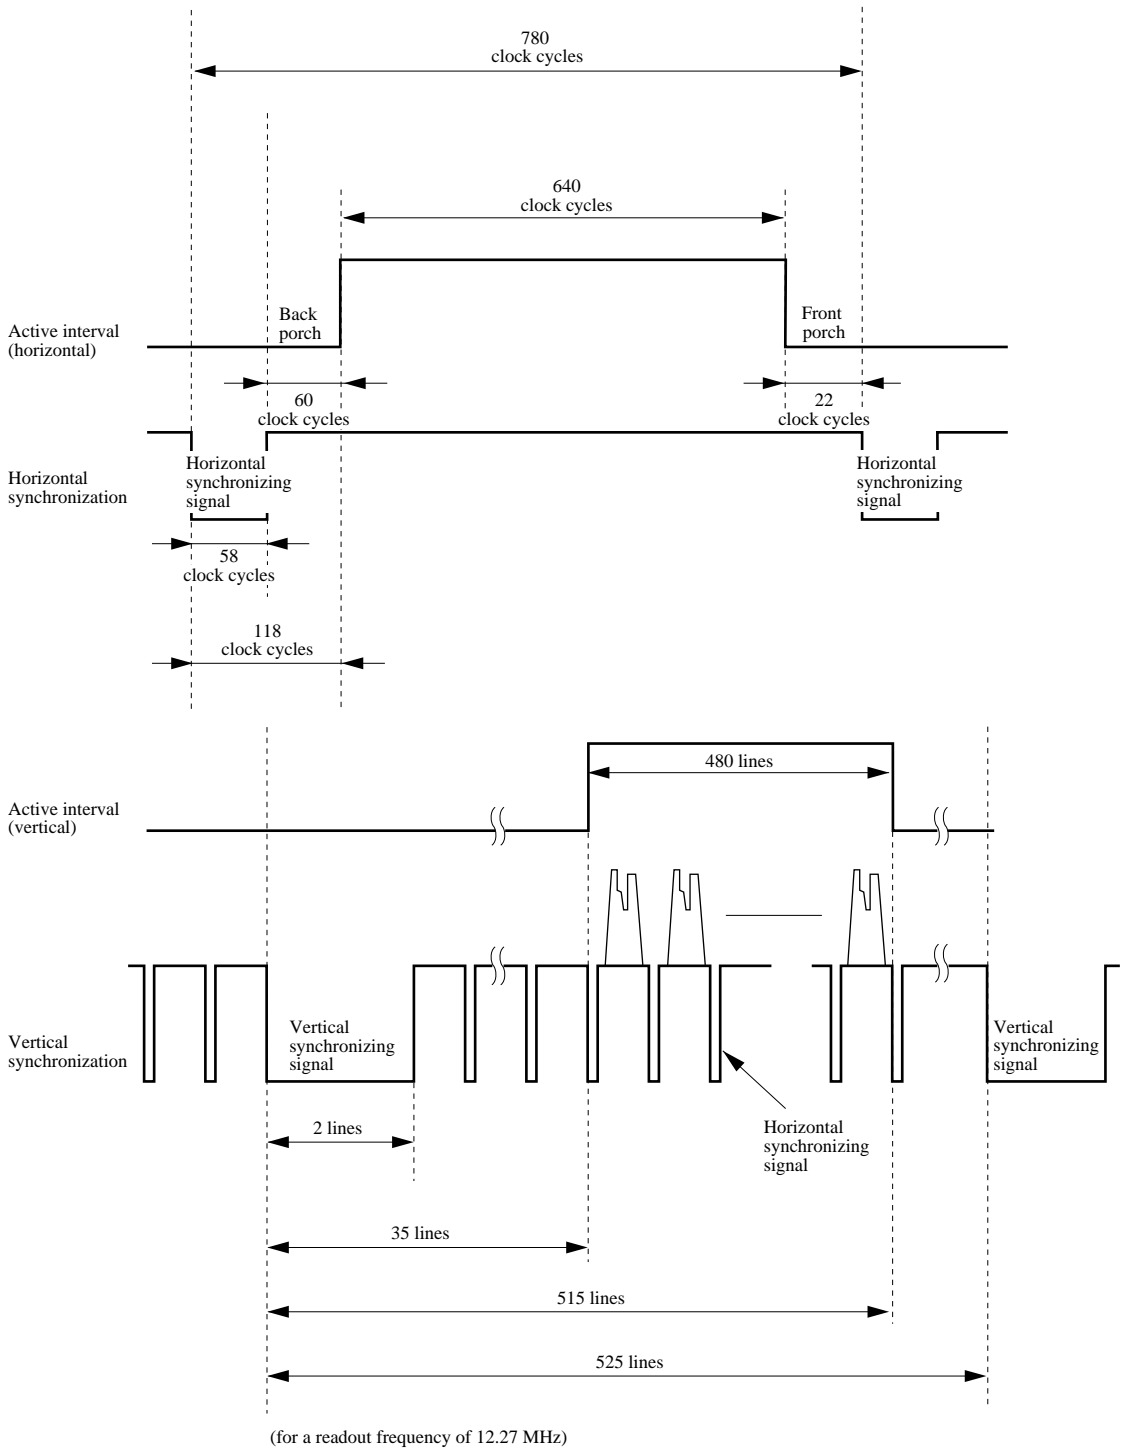 780
clock cycles
640
clock cycles
Back
porch
Front
porch
Active interval
(horizontal)
60
clock cycles
22
clock cycles
Horizontal
synchronization
Horizontal
synchronizing
signal
Horizontal
synchronizing
signal
58
clock cycles
118
clock cycles
480 lines
Active interval
(vertical)
Vertical
synchronization
Vertical
synchronizing
signal
Vertical
synchronizing
signal
2 lines
Horizontal
synchronizing
signal
35 lines
515 lines
525 lines
(for a readout frequency of 12.27 MHz)